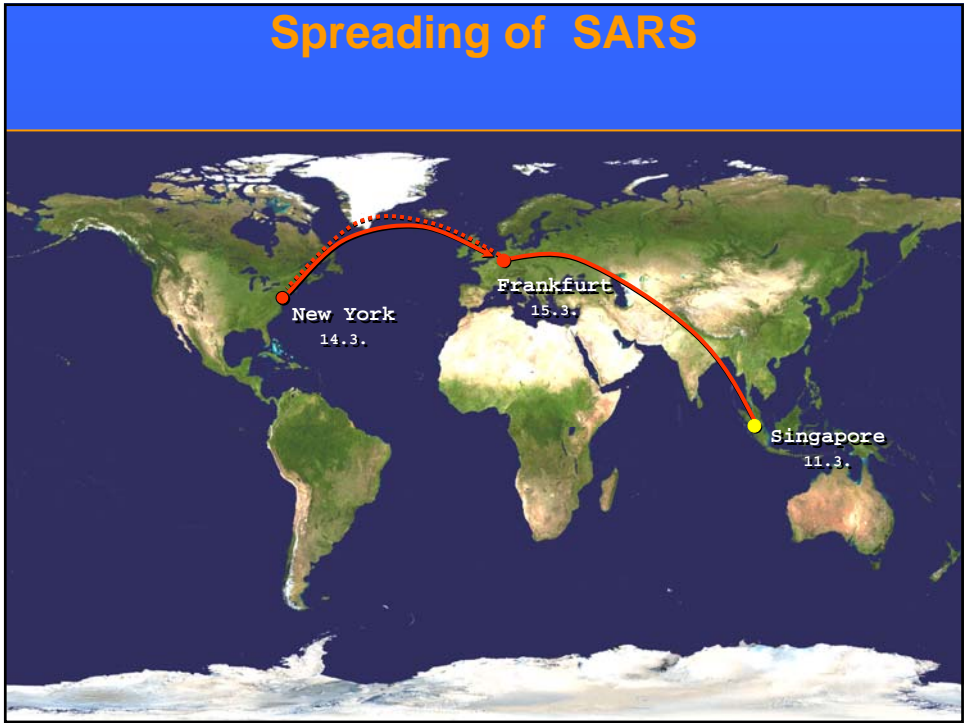 Spreading of SARS
Frankfurt
15.3.
New York
14.3.
Singapore
11.3.